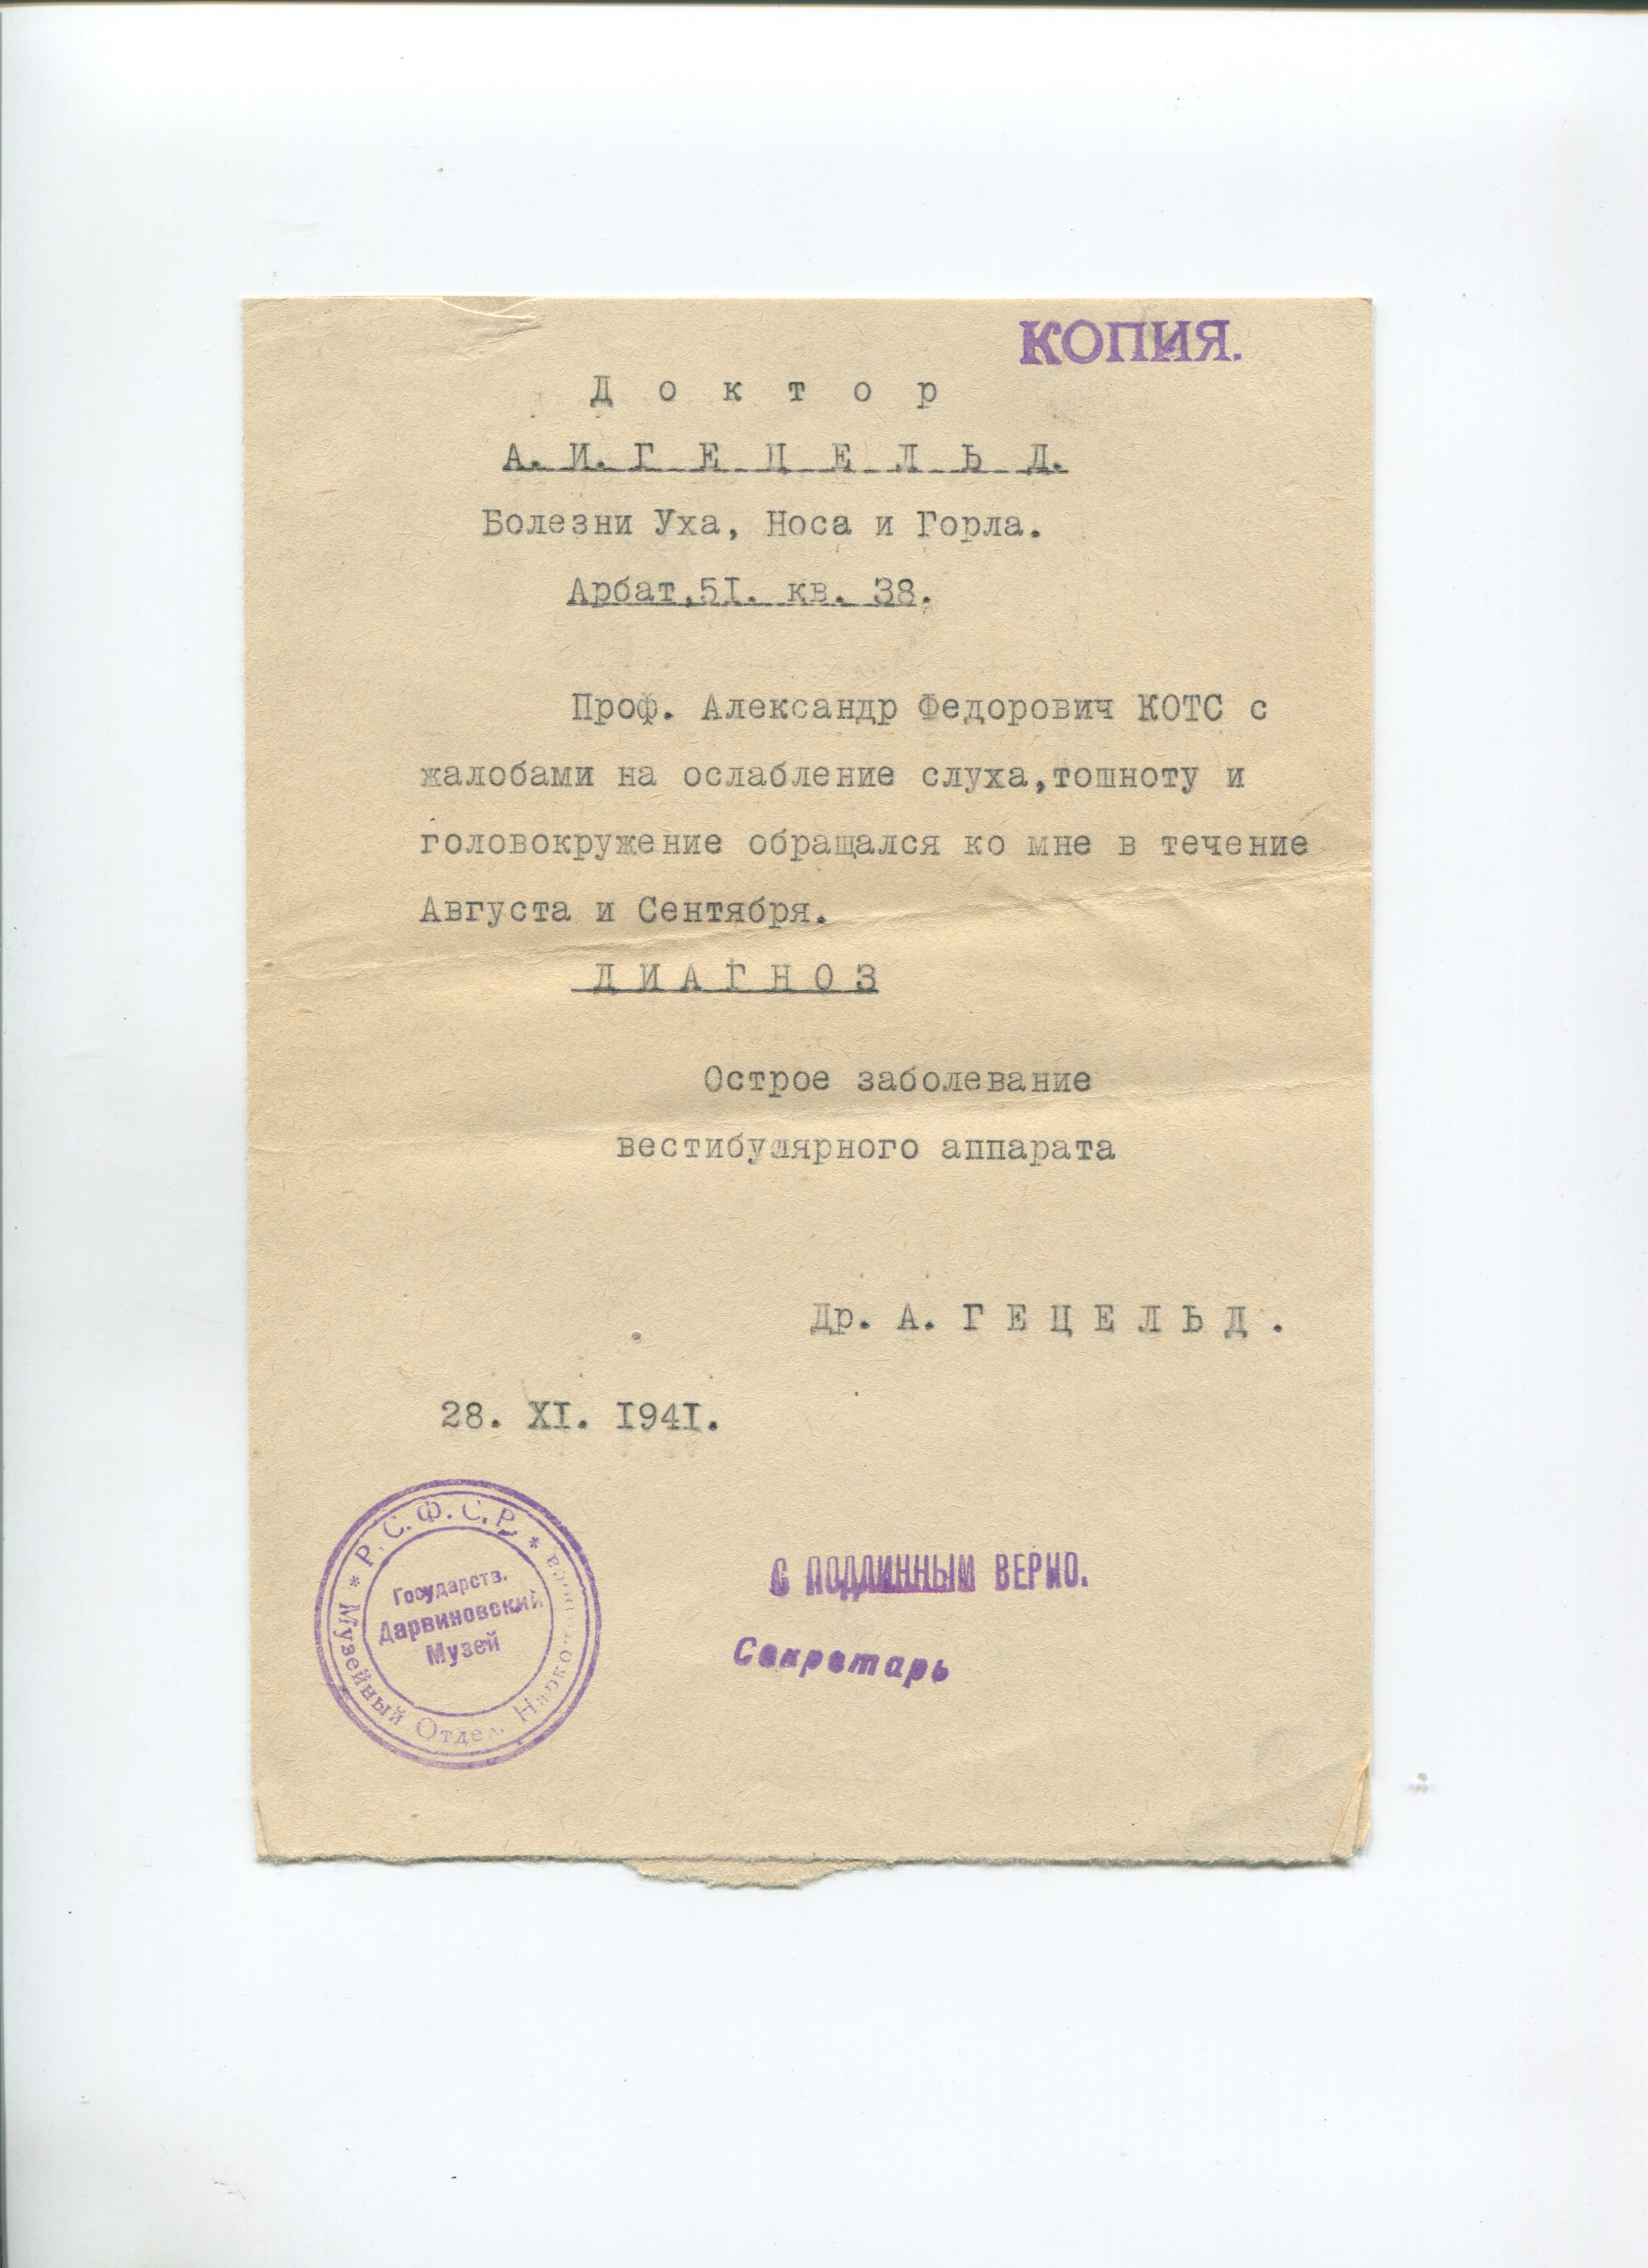 КОПИЯ.
Д о к т о р
А. И. Г Е Ц Е Л Ь Д.
Болезни Уха, Носа и Горла.
Арбат,5I. кв. 38.
Проф. Александр Федорович КОТС с
жалобами на ослабление слуха,тошноту и
головокружение обращался ко мне в течение
Августа и Сентября.
Д И А Г Н О З
Острое заболевание
вестибулярного аппарата
Др. А. Г Е Ц Е Л Ь Д .
28. XI. I94I.
* Р. С. Ф. С. Р. *
Музейный Отдел
Государств.
Дарвиновский
Музей
С ПОДЛИННЫМ ВЕРНО.
Секретарь